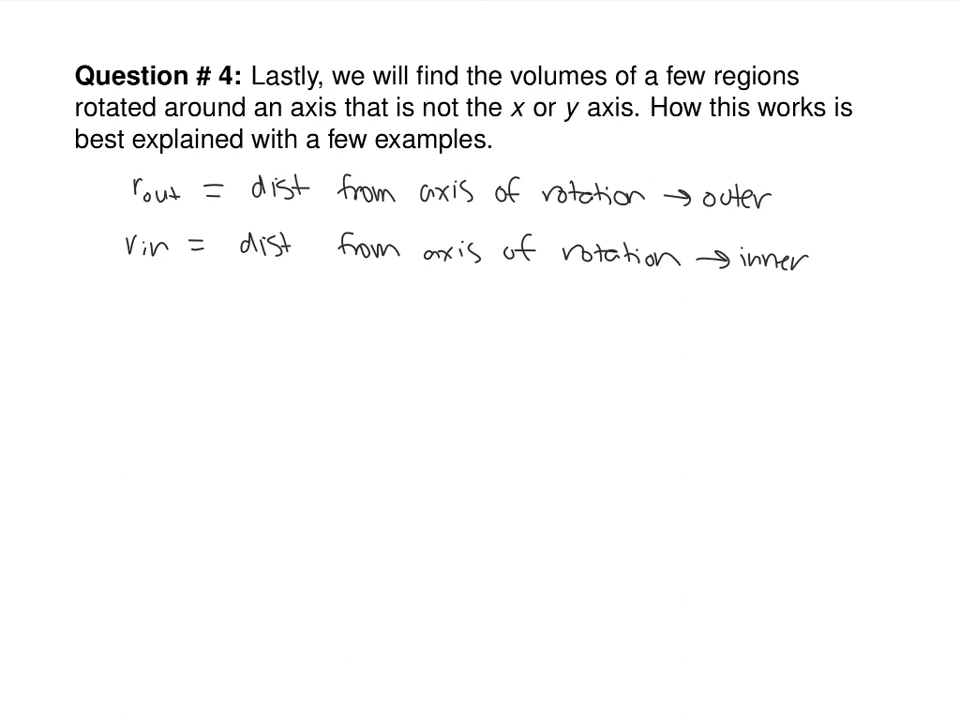 Question # 4: Lastly, we will find the volumes of a few regions
rotated around an axis that is not the x or y axis. How this works is
best explained with a few examples.
rout = dist from axis of rotation → outer
rin = dist from axis of rotation → inner